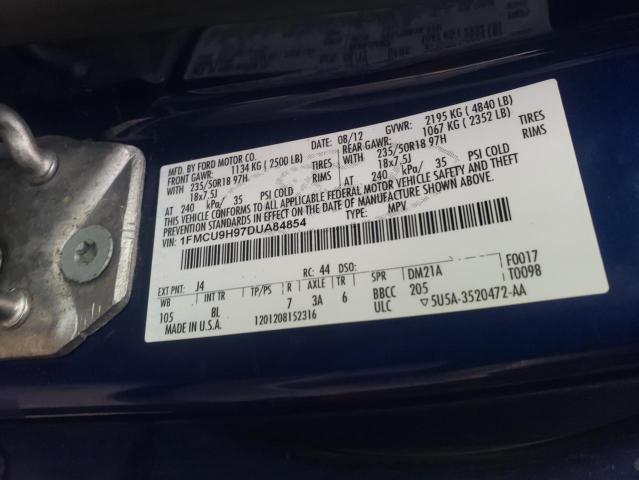 MFD. BY FORD MOTOR CO.
DATE: 08/12 GVWR: 2195 KG ( 4840 LB)
FRONT GAWR: 1134 KG ( 2500 LB) REAR GAWR: 1067 KG ( 2352 LB)
WITH 235/50R18 97H TIRES WITH 235/50R18 97H TIRES
18x7.5J RIMS 18x7.5J RIMS
AT 240 kPa/ 35 PSI COLD AT 240 kPa/ 35 PSI COLD
THIS VEHICLE CONFORMS TO ALL APPLICABLE FEDERAL MOTOR VEHICLE SAFETY AND THEFT
PREVENTION STANDARDS IN EFFECT ON THE DATE OF MANUFACTURE SHOWN ABOVE.
VIN: 1FMCU9H97DUA84854 TYPE: MPV
EXT PNT: J4 RC: 44 DSO: F0017
WB INT TR TP/PS R AXLE TR SPR DM21A T0098
105 8L 7 3A 6 BBCC 205
MADE IN U.S.A. 1201208152316 ULC ▽5U5A-3520472-AA